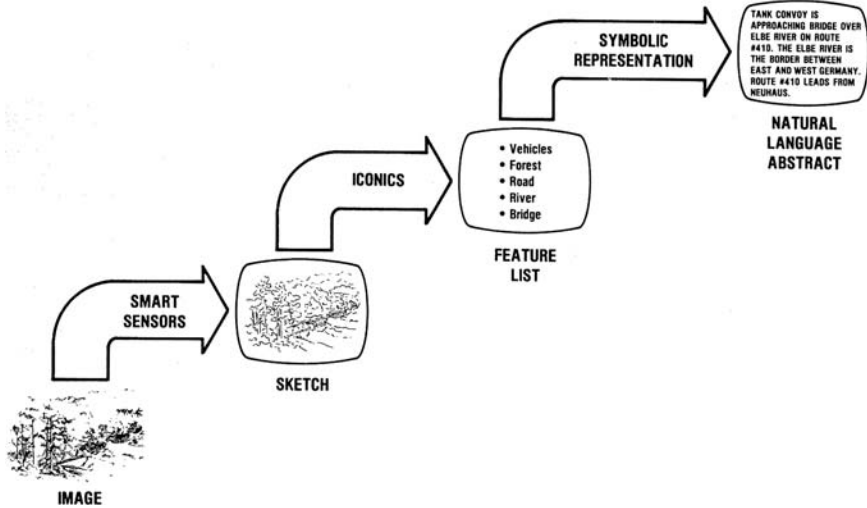 TANK CONVOY IS
APPROACHING BRIDGE OVER
ELBE RIVER ON ROUTE
#410. THE ELBE RIVER IS
THE BORDER BETWEEN
EAST AND WEST GERMANY.
ROUTE #410 LEADS FROM
NEUHAUS.
SYMBOLIC
REPRESENTATION
NATURAL
LANGUAGE
ABSTRACT
ICONICS
• Vehicles
• Forest
• Road
• River
• Bridge
FEATURE
LIST
SMART
SENSORS
SKETCH
IMAGE